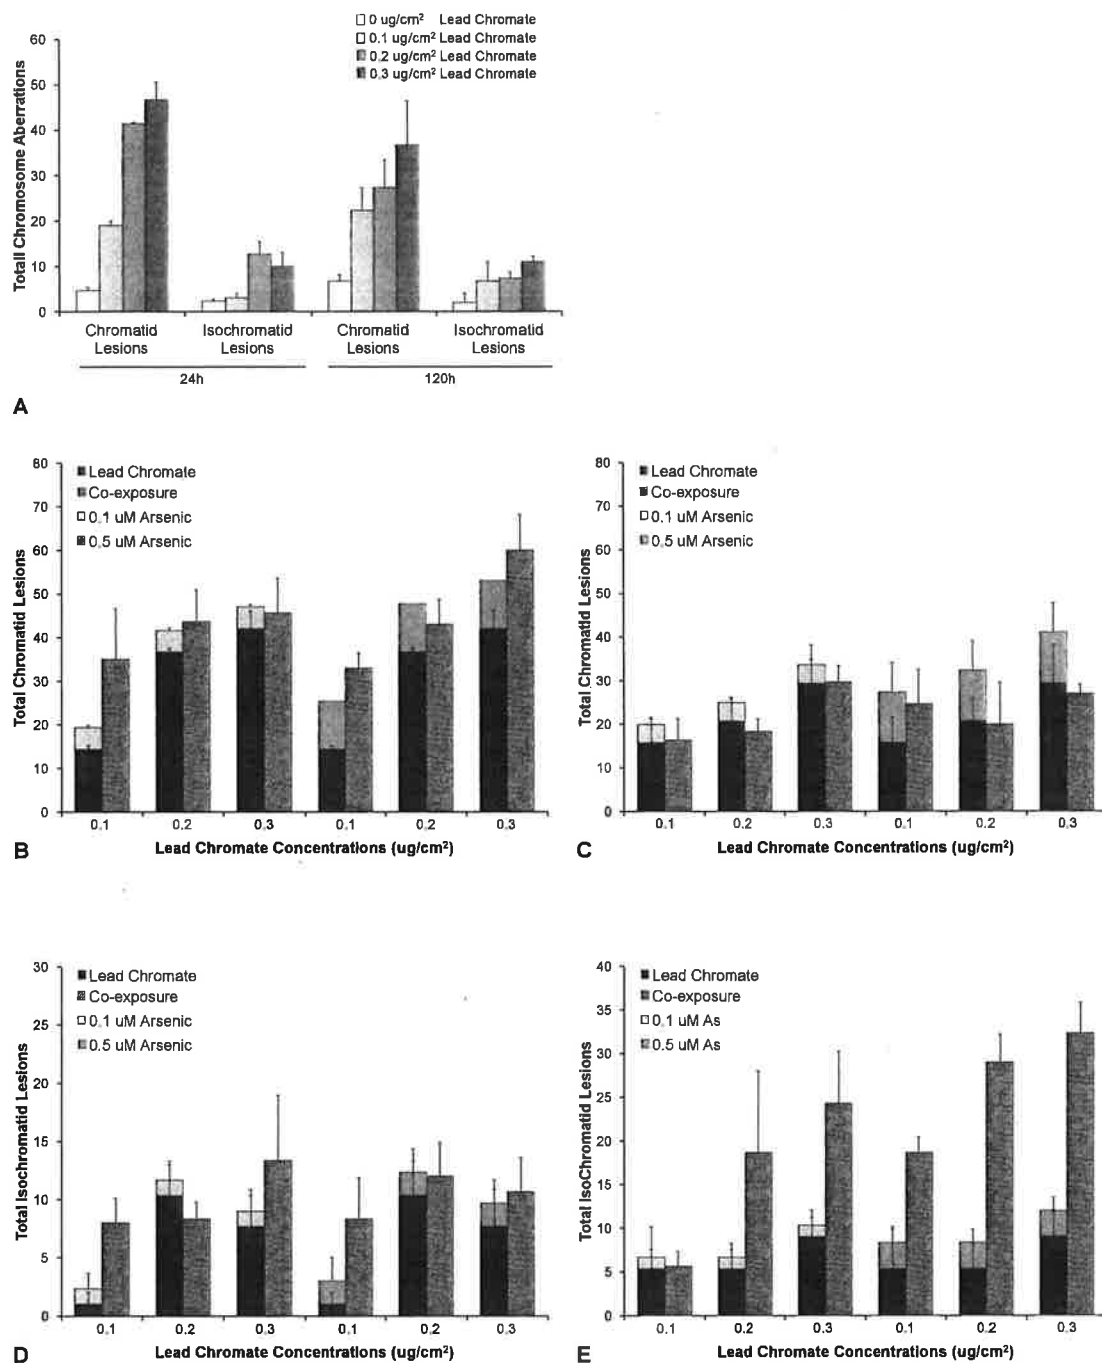 0 ug/cm² Lead Chromate
0.1 ug/cm² Lead Chromate
0.2 ug/cm² Lead Chromate
0.3 ug/cm² Lead Chromate
Totall Chromosome Aberrations
60
50
40
30
20
10
0
Chromatid Lesions
Isochromatid Lesions
Chromatid Lesions
Isochromatid Lesions
24h
120h
A
Total Chromatid Lesions
80
70
60
50
40
30
20
10
0
Lead Chromate
Co-exposure
0.1 uM Arsenic
0.5 uM Arsenic
0.1 0.2 0.3 0.1 0.2 0.3
B
Lead Chromate Concentrations (ug/cm²)
Total Chromatid Lesions
80
70
60
50
40
30
20
10
0
Lead Chromate
Co-exposure
0.1 uM Arsenic
0.5 uM Arsenic
0.1 0.2 0.3 0.1 0.2 0.3
C
Lead Chromate Concentrations (ug/cm²)
Total Isochromatid Lesions
30
25
20
15
10
5
0
Lead Chromate
Co-exposure
0.1 uM Arsenic
0.5 uM Arsenic
0.1 0.2 0.3 0.1 0.2 0.3
D
Lead Chromate Concentrations (ug/cm²)
Total IsoChromatid Lesions
40
35
30
25
20
15
10
5
0
Lead Chromate
Co-exposure
0.1 uM As
0.5 uM As
0.1 0.2 0.3 0.1 0.2 0.3
E
Lead Chromate Concentrations (ug/cm²)